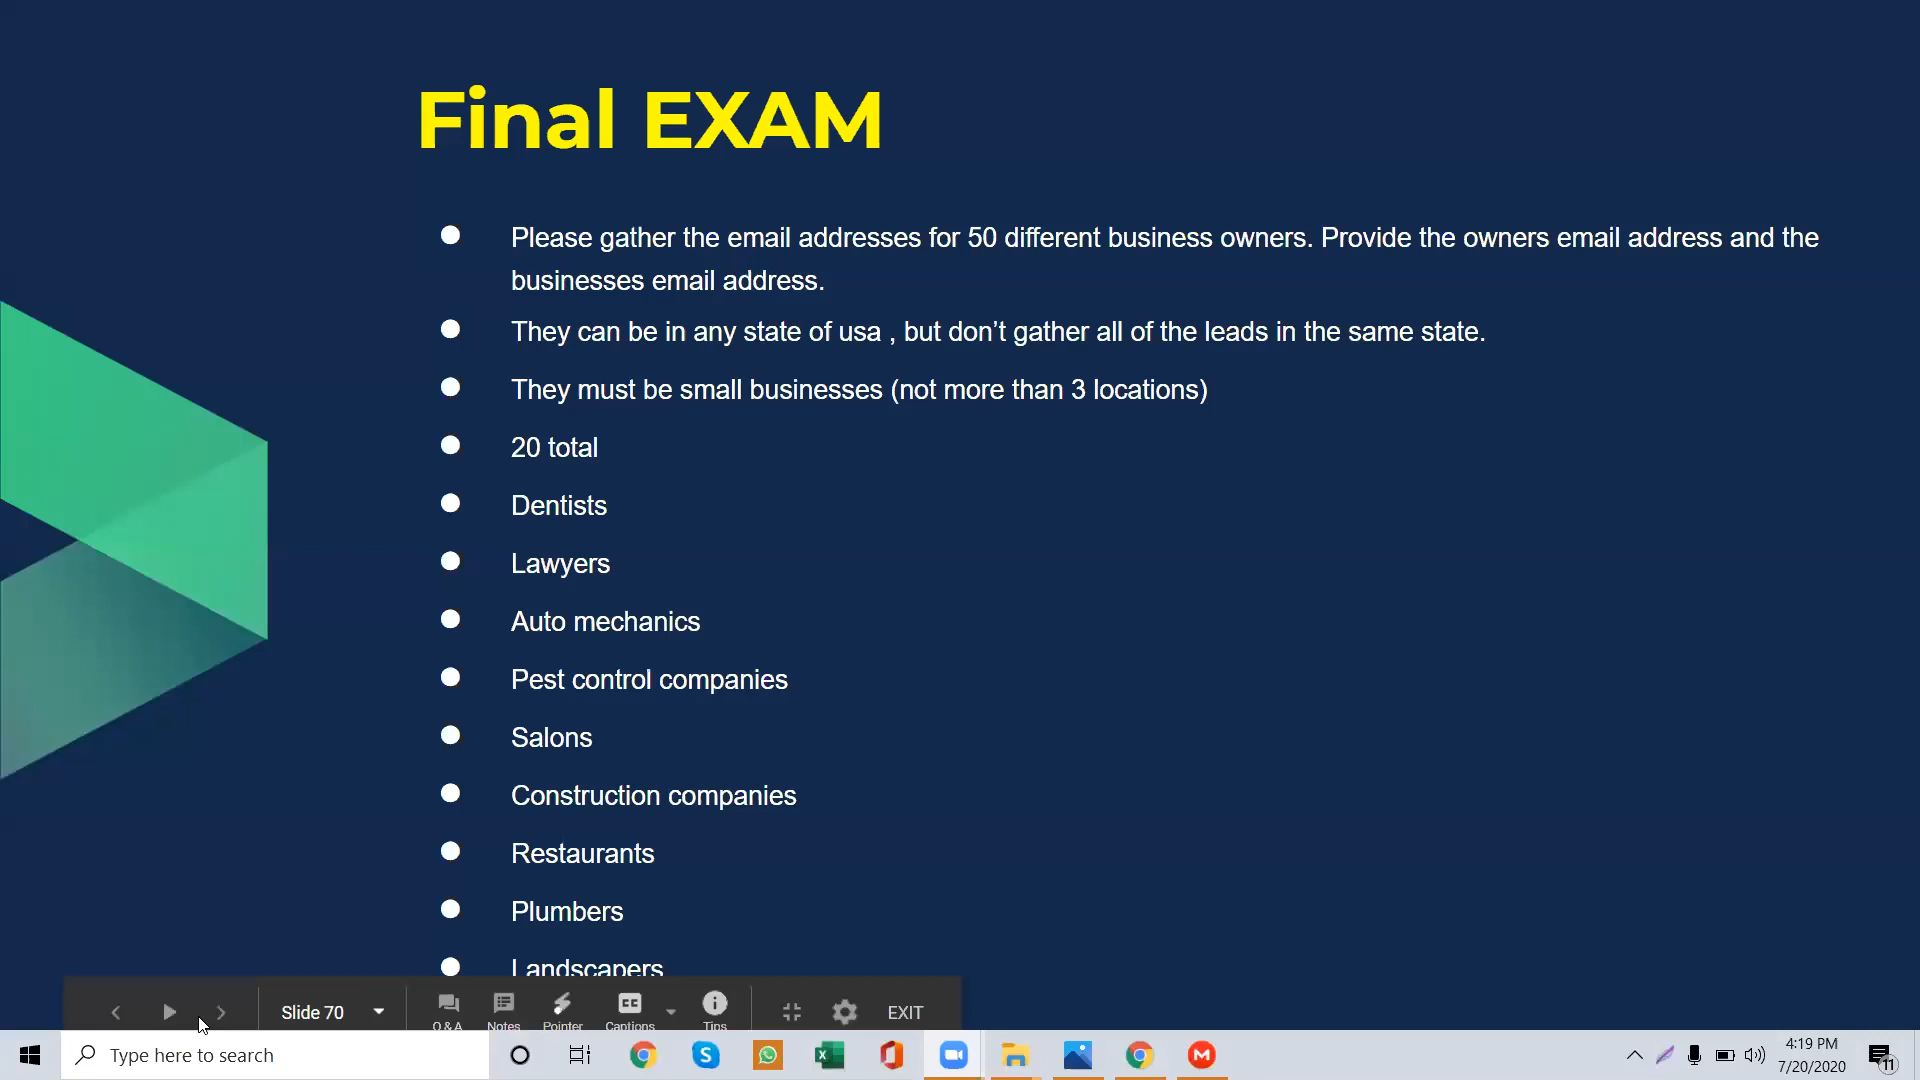 Final EXAM
Please gather the email addresses for 50 different business owners. Provide the owners email address and the
businesses email address.
They can be in any state of usa , but don’t gather all of the leads in the same state.
They must be small businesses (not more than 3 locations)
20 total
Dentists
Lawyers
Auto mechanics
Pest control companies
Salons
Construction companies
Restaurants
Plumbers
Landscapers
Slide 70
Q&A
Notes
Pointer
CC
Captions
Tips
EXIT
Type here to search
4:19 PM
7/20/2020
11